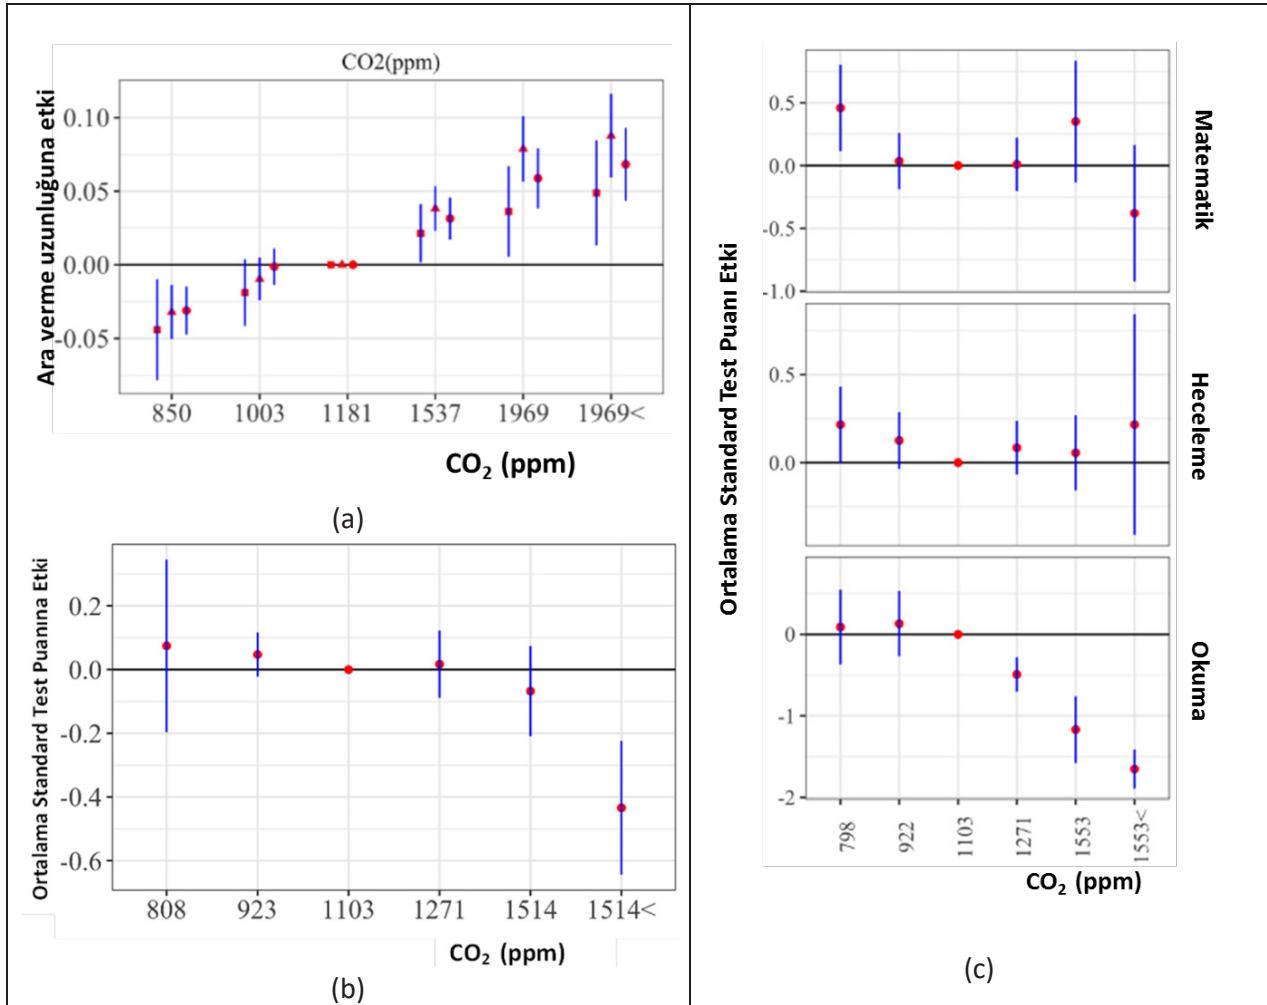 CO2(ppm)
Ara verme uzunluğuna etki
0.10
0.05
0.00
-0.05
850 1003 1181 1537 1969 1969<
CO₂ (ppm)
(a)
Ortalama Standard Test Puanına Etki
0.2
0.0
-0.2
-0.4
-0.6
808 923 1103 1271 1514 1514<
CO₂ (ppm)
(b)
Ortalama Standard Test Puanı Etki
0.5
0.0
-0.5
-1.0
Matematik
0.5
0.0
Heceleme
0
-1
-2
Okuma
798 922 1103 1271 1553 1553<
CO₂ (ppm)
(c)